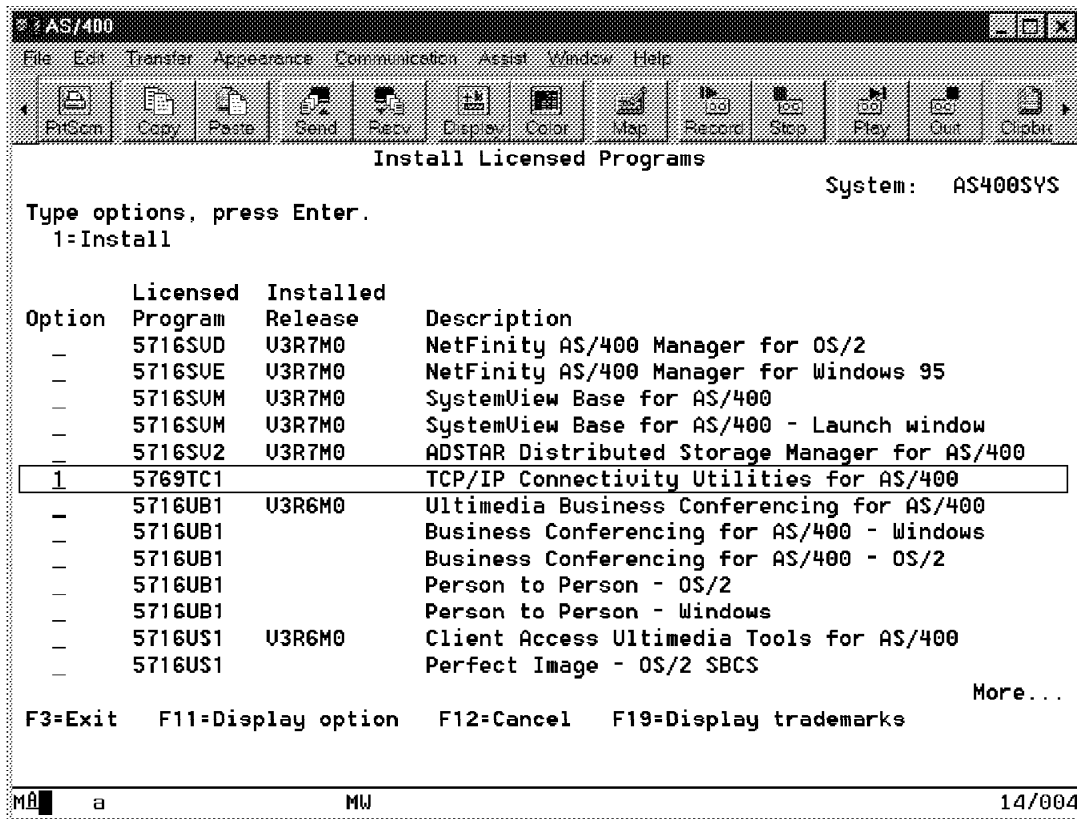 AS/400
File Edit Transfer Appearance Communication Assist Window Help
PrtScrn Copy Paste Send Recv Display Color Map Record Stop Play Quit Clipbrd
Install Licensed Programs
System: AS400SYS
Type options, press Enter.
1=Install
Licensed Installed
Option Program Release Description
_ 5716SVD V3R7M0 NetFinity AS/400 Manager for OS/2
_ 5716SVE V3R7M0 NetFinity AS/400 Manager for Windows 95
_ 5716SVM V3R7M0 SystemView Base for AS/400
_ 5716SVM V3R7M0 SystemView Base for AS/400 - Launch window
_ 5716SV2 V3R7M0 ADSTAR Distributed Storage Manager for AS/400
1 5769TC1 TCP/IP Connectivity Utilities for AS/400
_ 5716UB1 V3R6M0 Ultimedia Business Conferencing for AS/400
_ 5716UB1 Business Conferencing for AS/400 - Windows
_ 5716UB1 Business Conferencing for AS/400 - OS/2
_ 5716UB1 Person to Person - OS/2
_ 5716UB1 Person to Person - Windows
_ 5716US1 V3R6M0 Client Access Ultimedia Tools for AS/400
_ 5716US1 Perfect Image - OS/2 SBCS
More...
F3=Exit F11=Display option F12=Cancel F19=Display trademarks
MA a MW 14/004